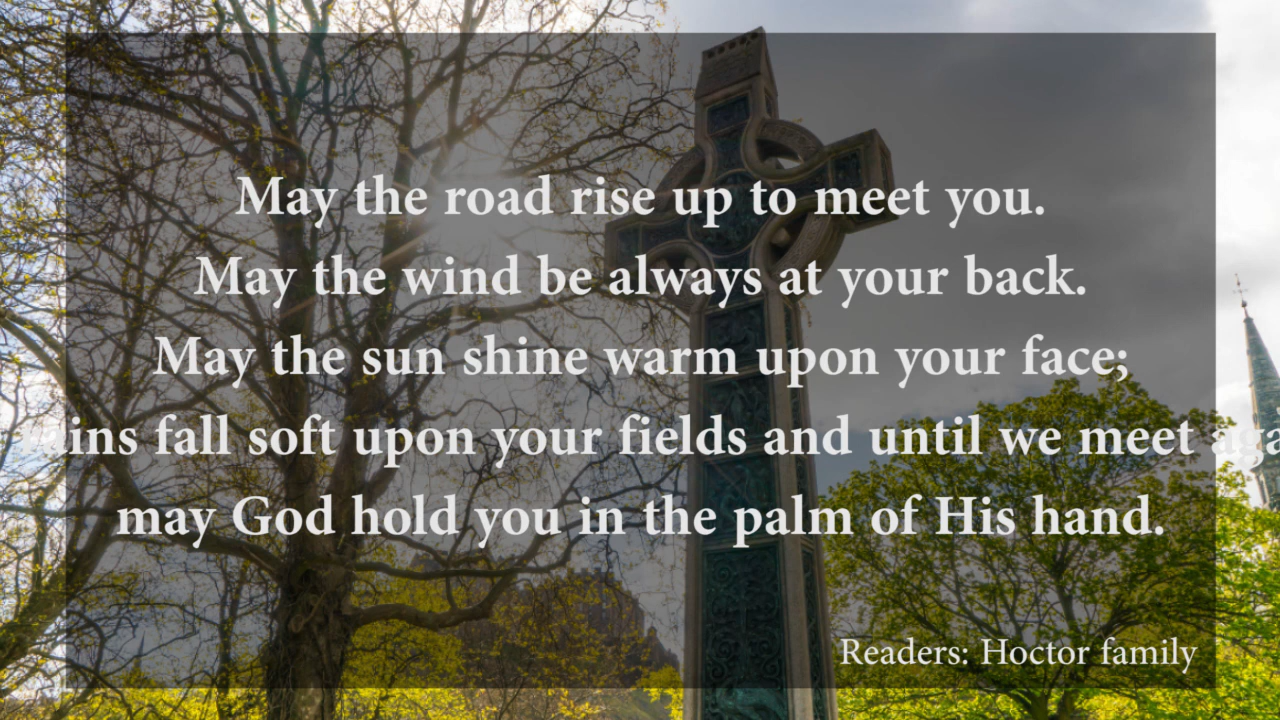 May the road rise up to meet you.
May the wind be always at your back.
May the sun shine warm upon your face;
fall soft upon your fields and until we meet
may God hold you in the palm of His hand.
Readers: Hoctor family